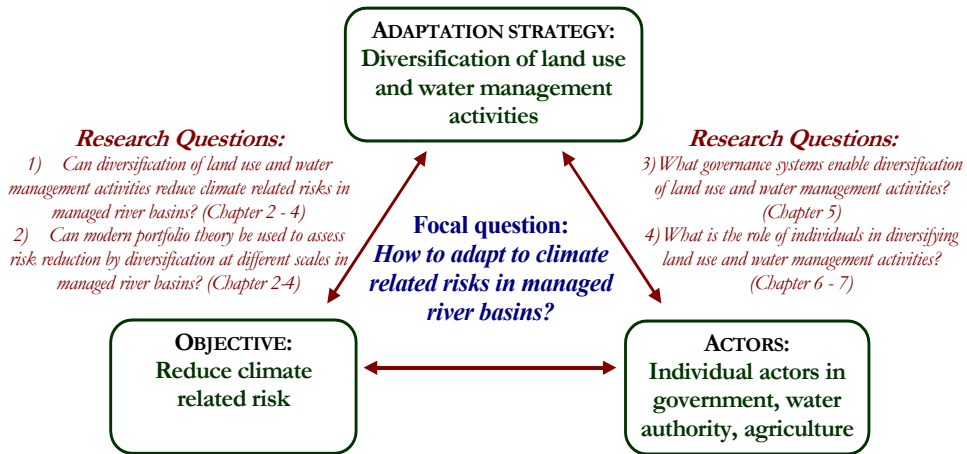 ADAPTATION STRATEGY:
Diversification of land use
and water management
activities
Research Questions:
1) Can diversification of land use and water
management activities reduce climate related risks in
managed river basins? (Chapter 2 - 4)
2) Can modern portfolio theory be used to assess
risk reduction by diversification at different scales in
managed river basins? (Chapter 2-4)
Research Questions:
3) What governance systems enable diversification
of land use and water management activities?
(Chapter 5)
4) What is the role of individuals in diversifying
land use and water management activities?
(Chapter 6 - 7)
Focal question:
How to adapt to climate
related risks in managed
river basins?
OBJECTIVE:
Reduce climate
related risk
ACTORS:
Individual actors in
government, water
authority, agriculture